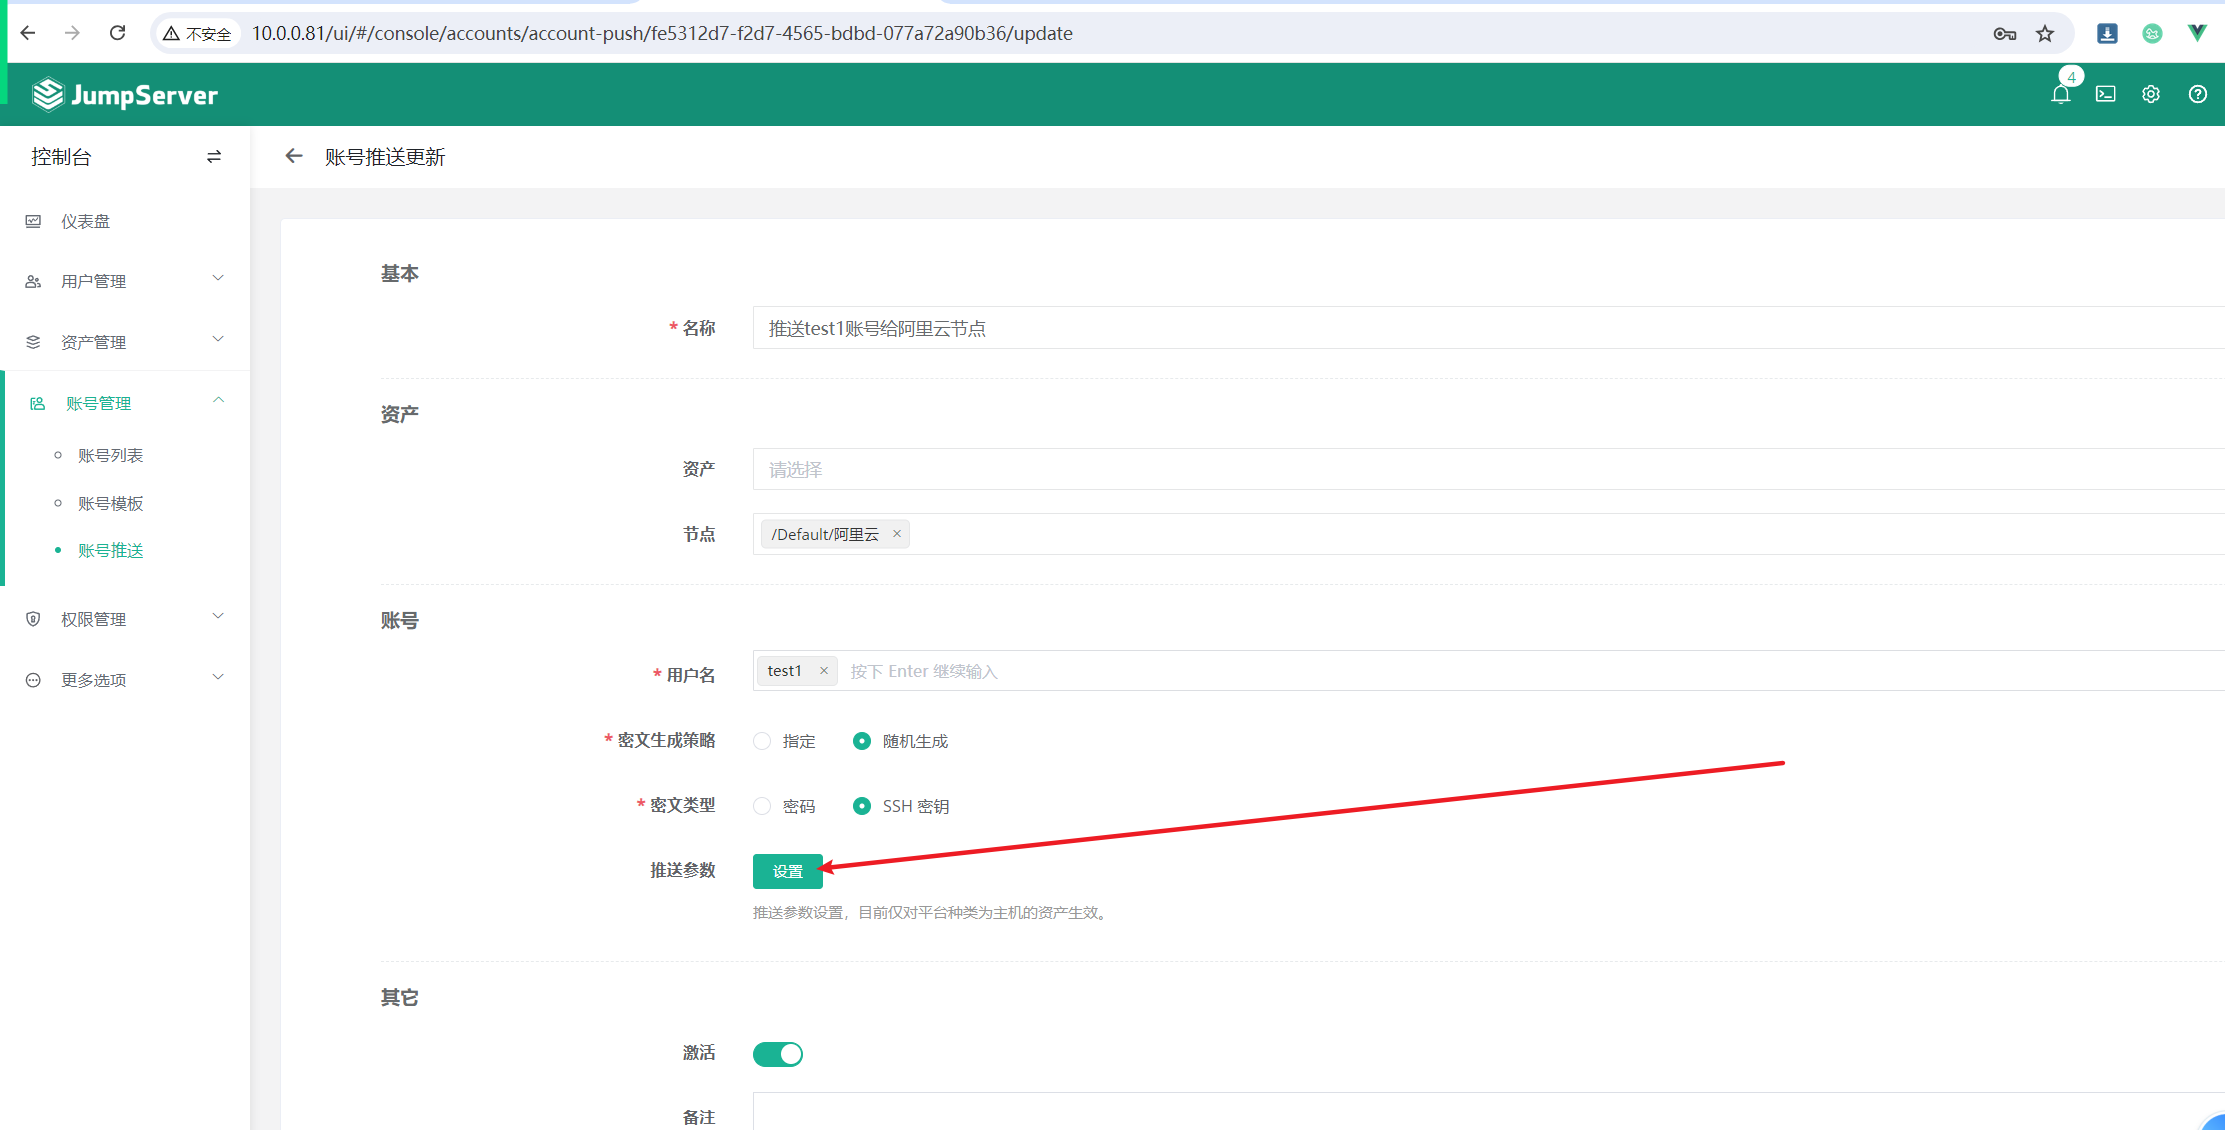 不安全 10.0.0.81/ui/#/console/accounts/account-push/fe5312d7-f2d7-4565-bdbd-077a72a90b36/update
JumpServer
4
控制台
账号推送更新
仪表盘
用户管理
资产管理
账号管理
账号列表
账号模板
账号推送
权限管理
更多选项
基本
* 名称
推送test1账号给阿里云节点
资产
资产
请选择
节点
/Default/阿里云 ×
账号
* 用户名
test1 × 按下 Enter 继续输入
* 密文生成策略
指定 随机生成
* 密文类型
密码 SSH 密钥
推送参数
设置
推送参数设置，目前仅对平台种类为主机的资产生效。
其它
激活
备注